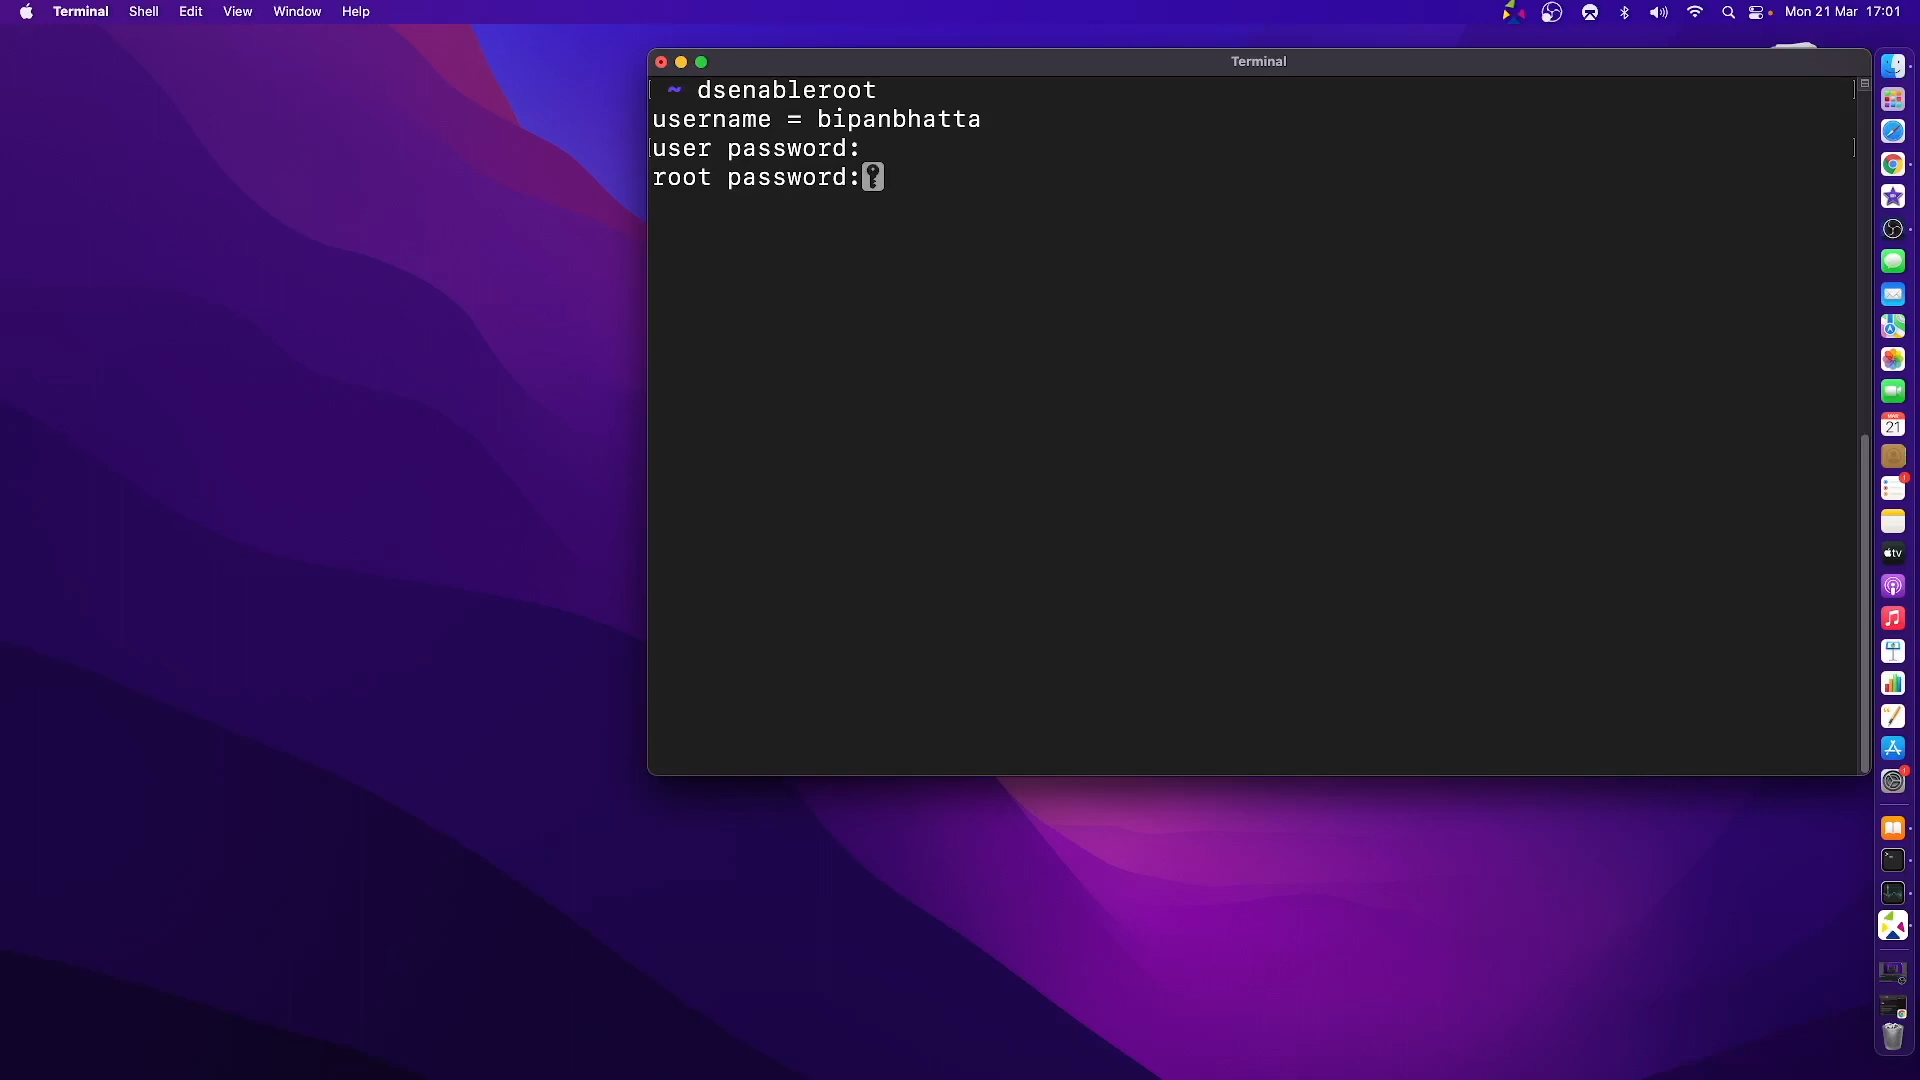 Terminal Shell Edit View Window Help Mon 21 Mar 17:01
Terminal
~ dsenableroot
username = bipanbhatta
user password:
root password:
21
tv